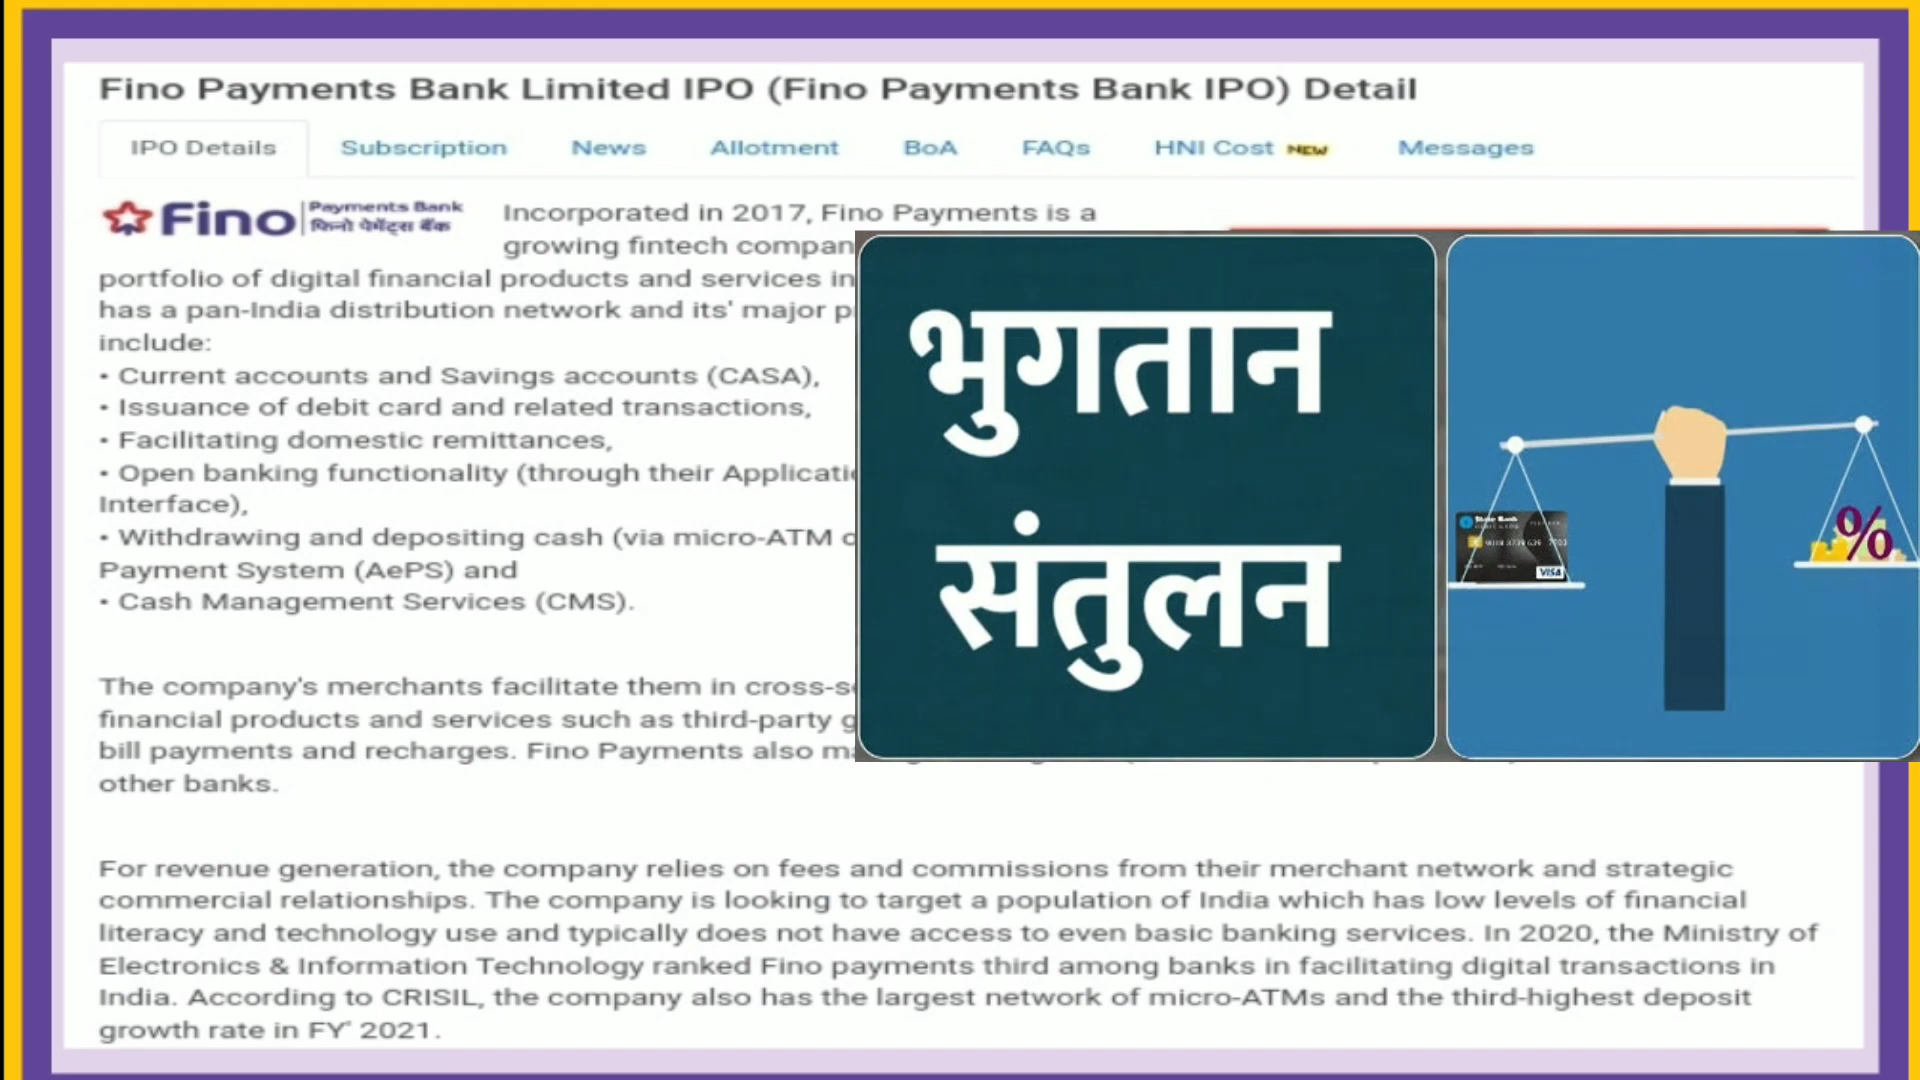 Fino Payments Bank Limited IPO (Fino Payments Bank IPO) Detail
IPO Details Subscription News Allotment BoA FAQs HNI Cost NEW Messages
Fino Payments Bank
फिनो पेमेंट्स बैंक
Incorporated in 2017, Fino Payments is a
growing fintech compan
portfolio of digital financial products and services in
has a pan-India distribution network and its' major p
include:
• Current accounts and Savings accounts (CASA),
• Issuance of debit card and related transactions,
• Facilitating domestic remittances,
• Open banking functionality (through their Applicatio
Interface),
• Withdrawing and depositing cash (via micro-ATM o
Payment System (AePS) and
• Cash Management Services (CMS).
The company's merchants facilitate them in cross-se
financial products and services such as third-party g
bill payments and recharges. Fino Payments also ma
other banks.
भुगतान
संतुलन
State Bank
VISA
%
For revenue generation, the company relies on fees and commissions from their merchant network and strategic
commercial relationships. The company is looking to target a population of India which has low levels of financial
literacy and technology use and typically does not have access to even basic banking services. In 2020, the Ministry of
Electronics & Information Technology ranked Fino payments third among banks in facilitating digital transactions in
India. According to CRISIL, the company also has the largest network of micro-ATMs and the third-highest deposit
growth rate in FY' 2021.